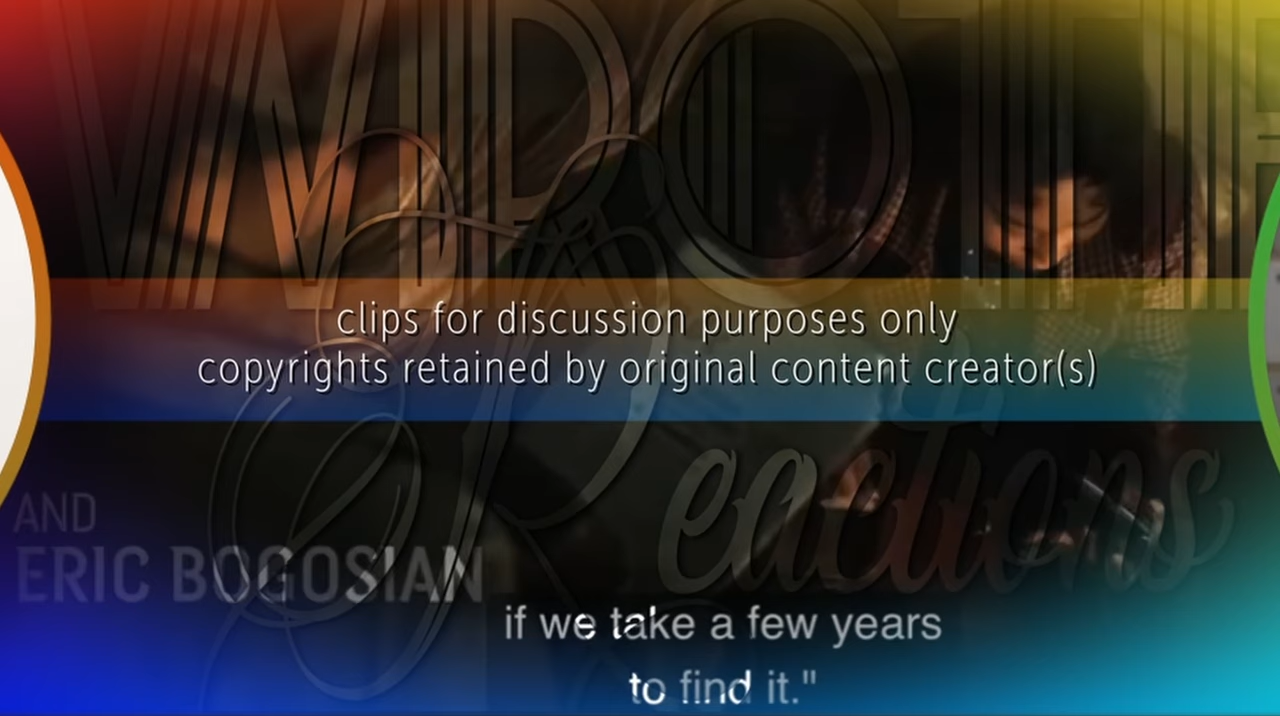 VMPOTIF
clips for discussion purposes only
copyrights retained by original content creator(s)
Reactions
AND
ERIC BOGOSIAN
if we take a few years
to find it."